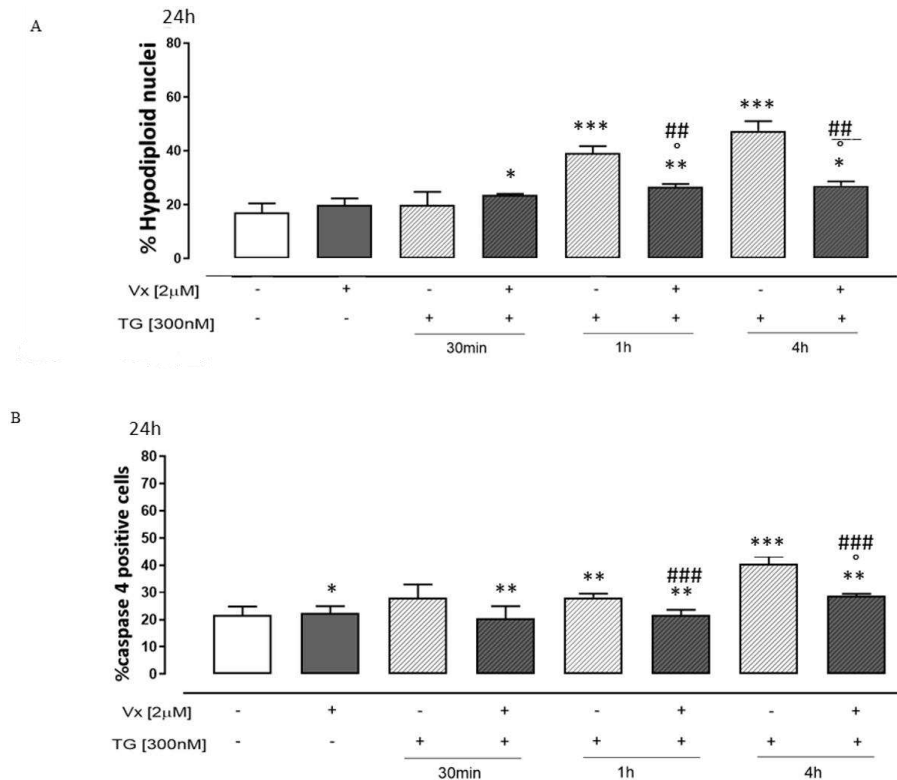 A
24h
% Hypodiploid nuclei
80
60
40
20
0
* *** ## ° ** *** ## ° *
Vx [2µM] - + - + - + - +
TG [300nM] - - + + + + + +
30min 1h 4h
B
24h
%caspase 4 positive cells
80
70
60
50
40
30
20
10
0
* ** ** ### ** *** ### ° **
Vx [2µM] - + - + - + - +
TG [300nM] - - + + + + + +
30min 1h 4h